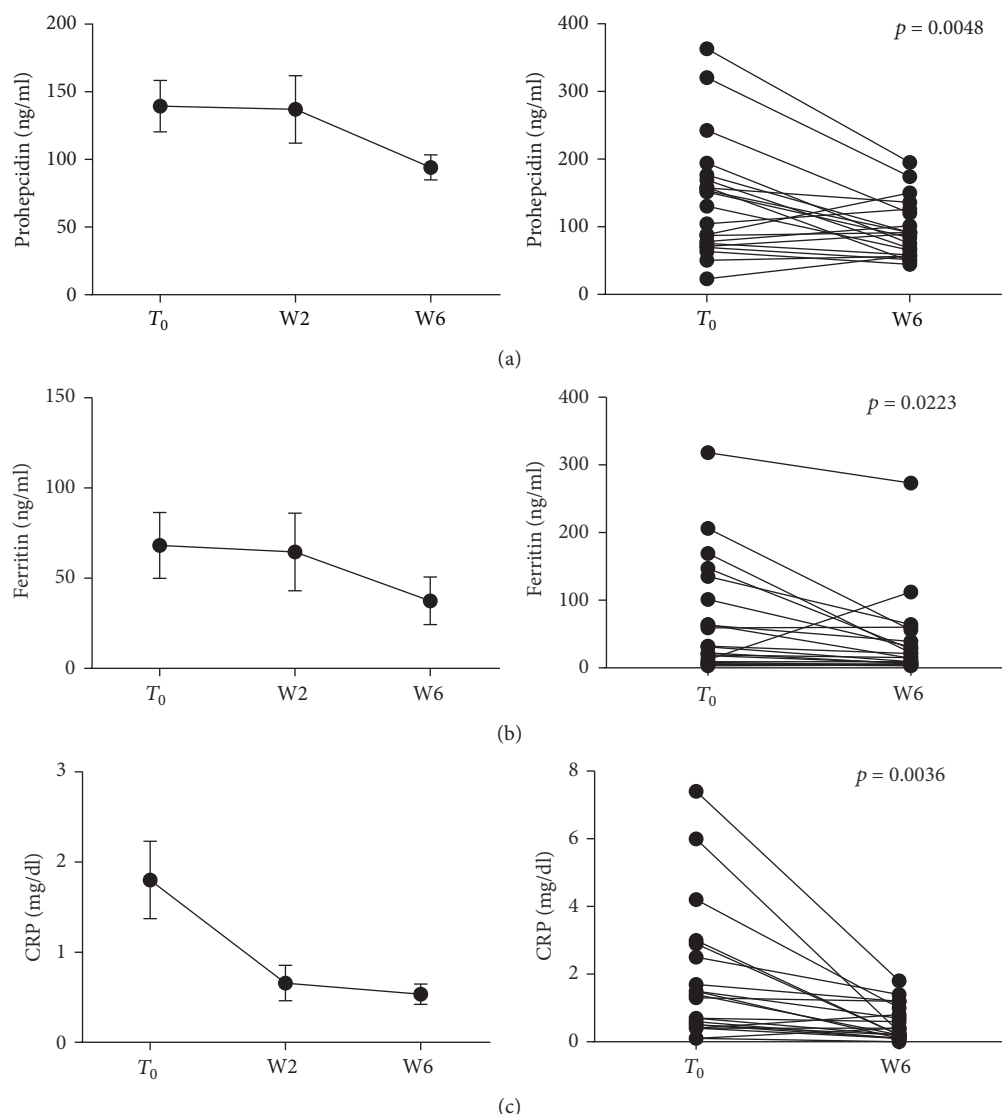 Prohepcidin (ng/ml)
200
150
100
50
0
T0
W2
W6
Prohepcidin (ng/ml)
400
300
200
100
0
T0
W6
p = 0.0048
(a)
Ferritin (ng/ml)
150
100
50
0
T0
W2
W6
Ferritin (ng/ml)
400
300
200
100
0
T0
W6
p = 0.0223
(b)
CRP (mg/dl)
3
2
1
0
T0
W2
W6
CRP (mg/dl)
8
6
4
2
0
T0
W6
p = 0.0036
(c)